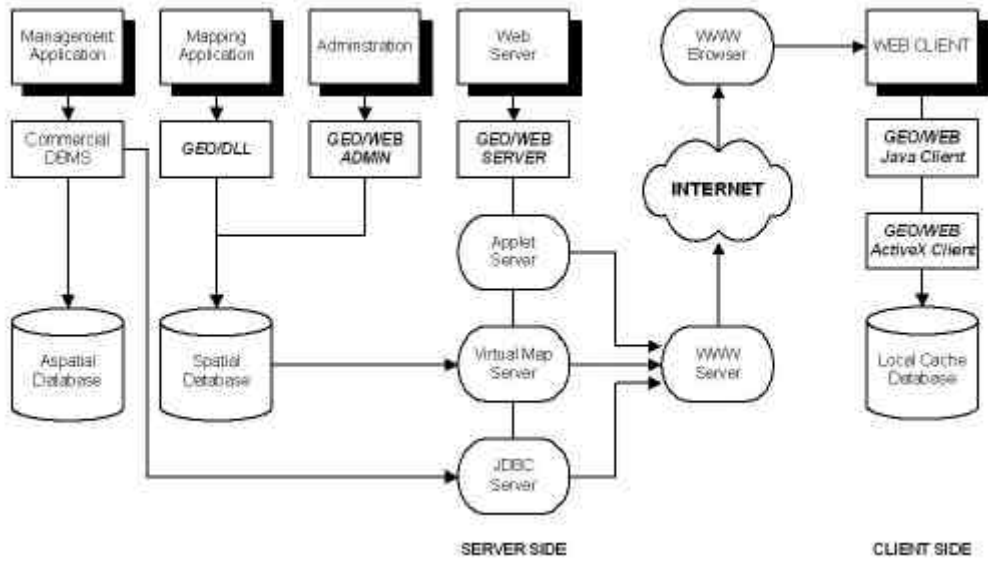 Management
Application
Mapping
Application
Adminstration
Web
Server
WWW
Browser
WEB CLIENT
Commercial
DBMS
GEO/DLL
GEO/WEB
ADMIN
GEO/WEB
SERVER
GEO/WEB
Java Client
INTERNET
Applet
Server
GEO/WEB
ActiveX Client
Aspatial
Database
Spatial
Database
Virtual Map
Server
WWW
Server
Local Cache
Database
JDBC
Server
SERVER SIDE
CLIENT SIDE